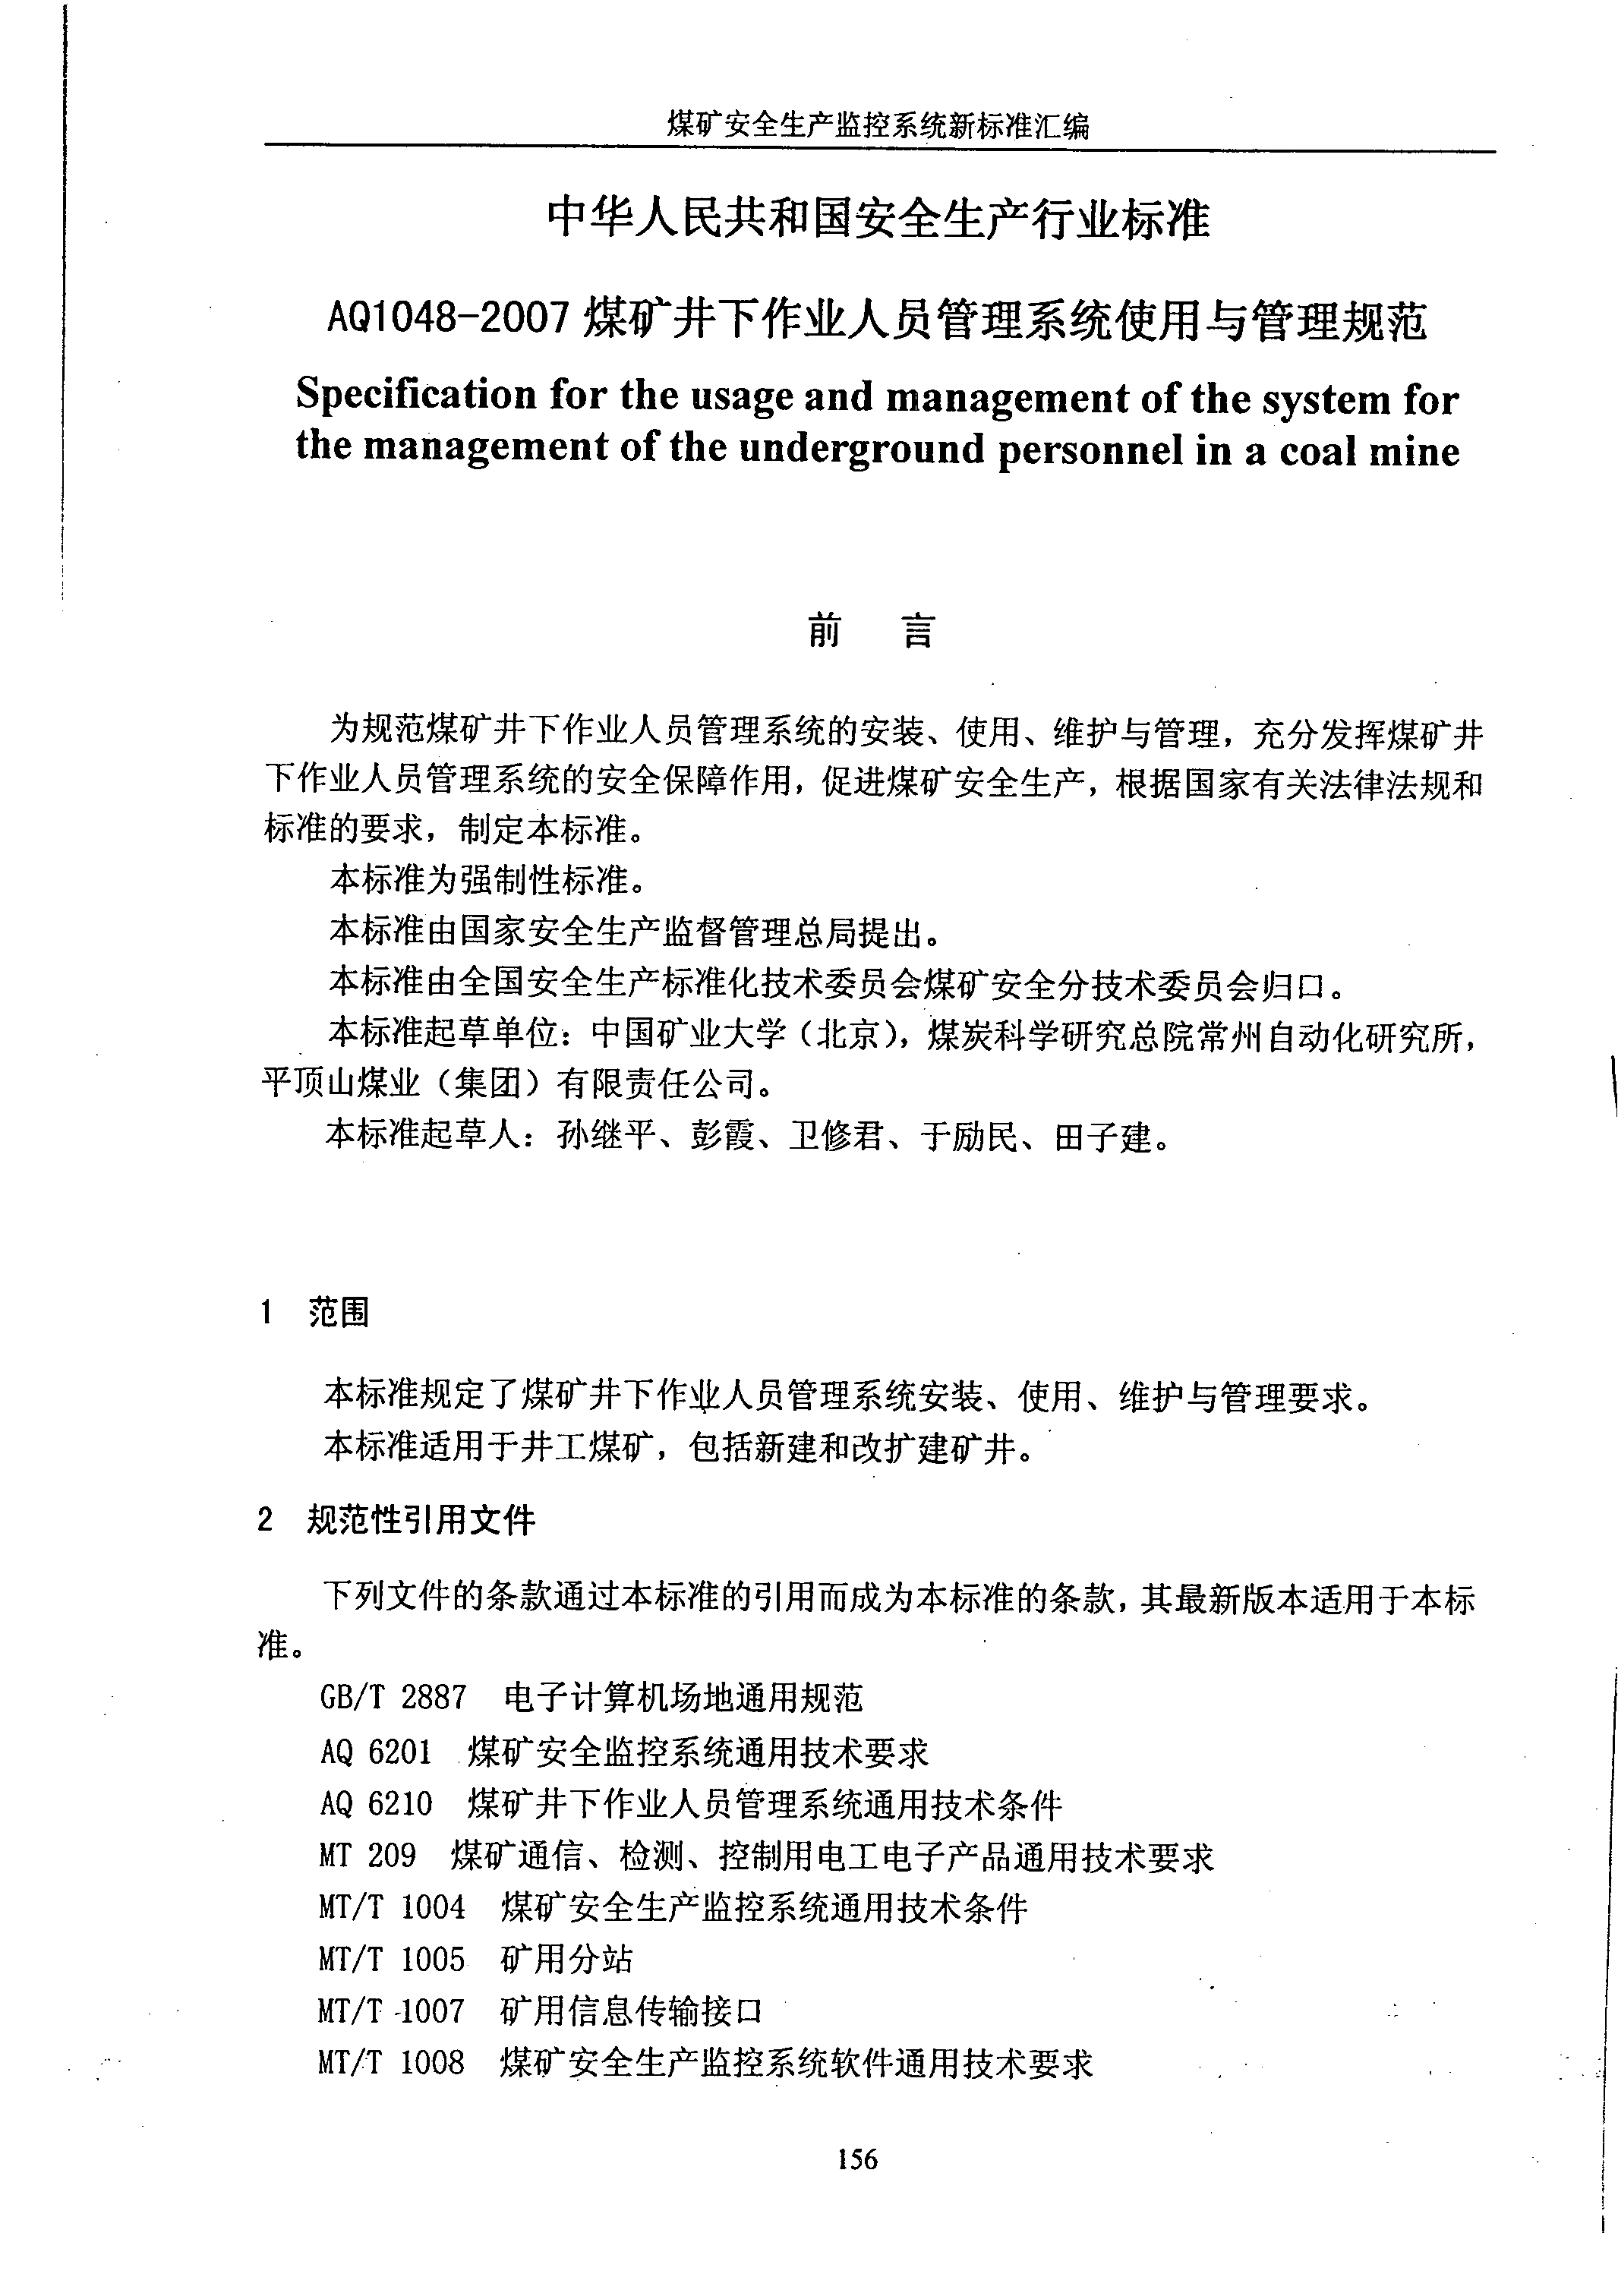 煤矿安全生产监控系统新标准汇编
中华人民共和国安全生产行业标准
AQ1048-2007 煤矿井下作业人员管理系统使用与管理规范
Specification for the usage and management of the system for
the management of the underground personnel in a coal mine
前 言
为规范煤矿井下作业人员管理系统的安装、使用、维护与管理，充分发挥煤矿井
下作业人员管理系统的安全保障作用，促进煤矿安全生产，根据国家有关法律法规和
标准的要求，制定本标准。
本标准为强制性标准。
本标准由国家安全生产监督管理总局提出。
本标准由全国安全生产标准化技术委员会煤矿安全分技术委员会归口。
本标准起草单位：中国矿业大学（北京），煤炭科学研究总院常州自动化研究所，
平顶山煤业（集团）有限责任公司。
本标准起草人：孙继平、彭霞、卫修君、于励民、田子建。
1 范围
本标准规定了煤矿井下作业人员管理系统安装、使用、维护与管理要求。
本标准适用于井工煤矿，包括新建和改扩建矿井。
2 规范性引用文件
下列文件的条款通过本标准的引用而成为本标准的条款，其最新版本适用于本标
准。
GB/T 2887 电子计算机场地通用规范
AQ 6201 煤矿安全监控系统通用技术要求
AQ 6210 煤矿井下作业人员管理系统通用技术条件
MT 209 煤矿通信、检测、控制用电工电子产品通用技术要求
MT/T 1004 煤矿安全生产监控系统通用技术条件
MT/T 1005 矿用分站
MT/T 1007 矿用信息传输接口
MT/T 1008 煤矿安全生产监控系统软件通用技术要求
156